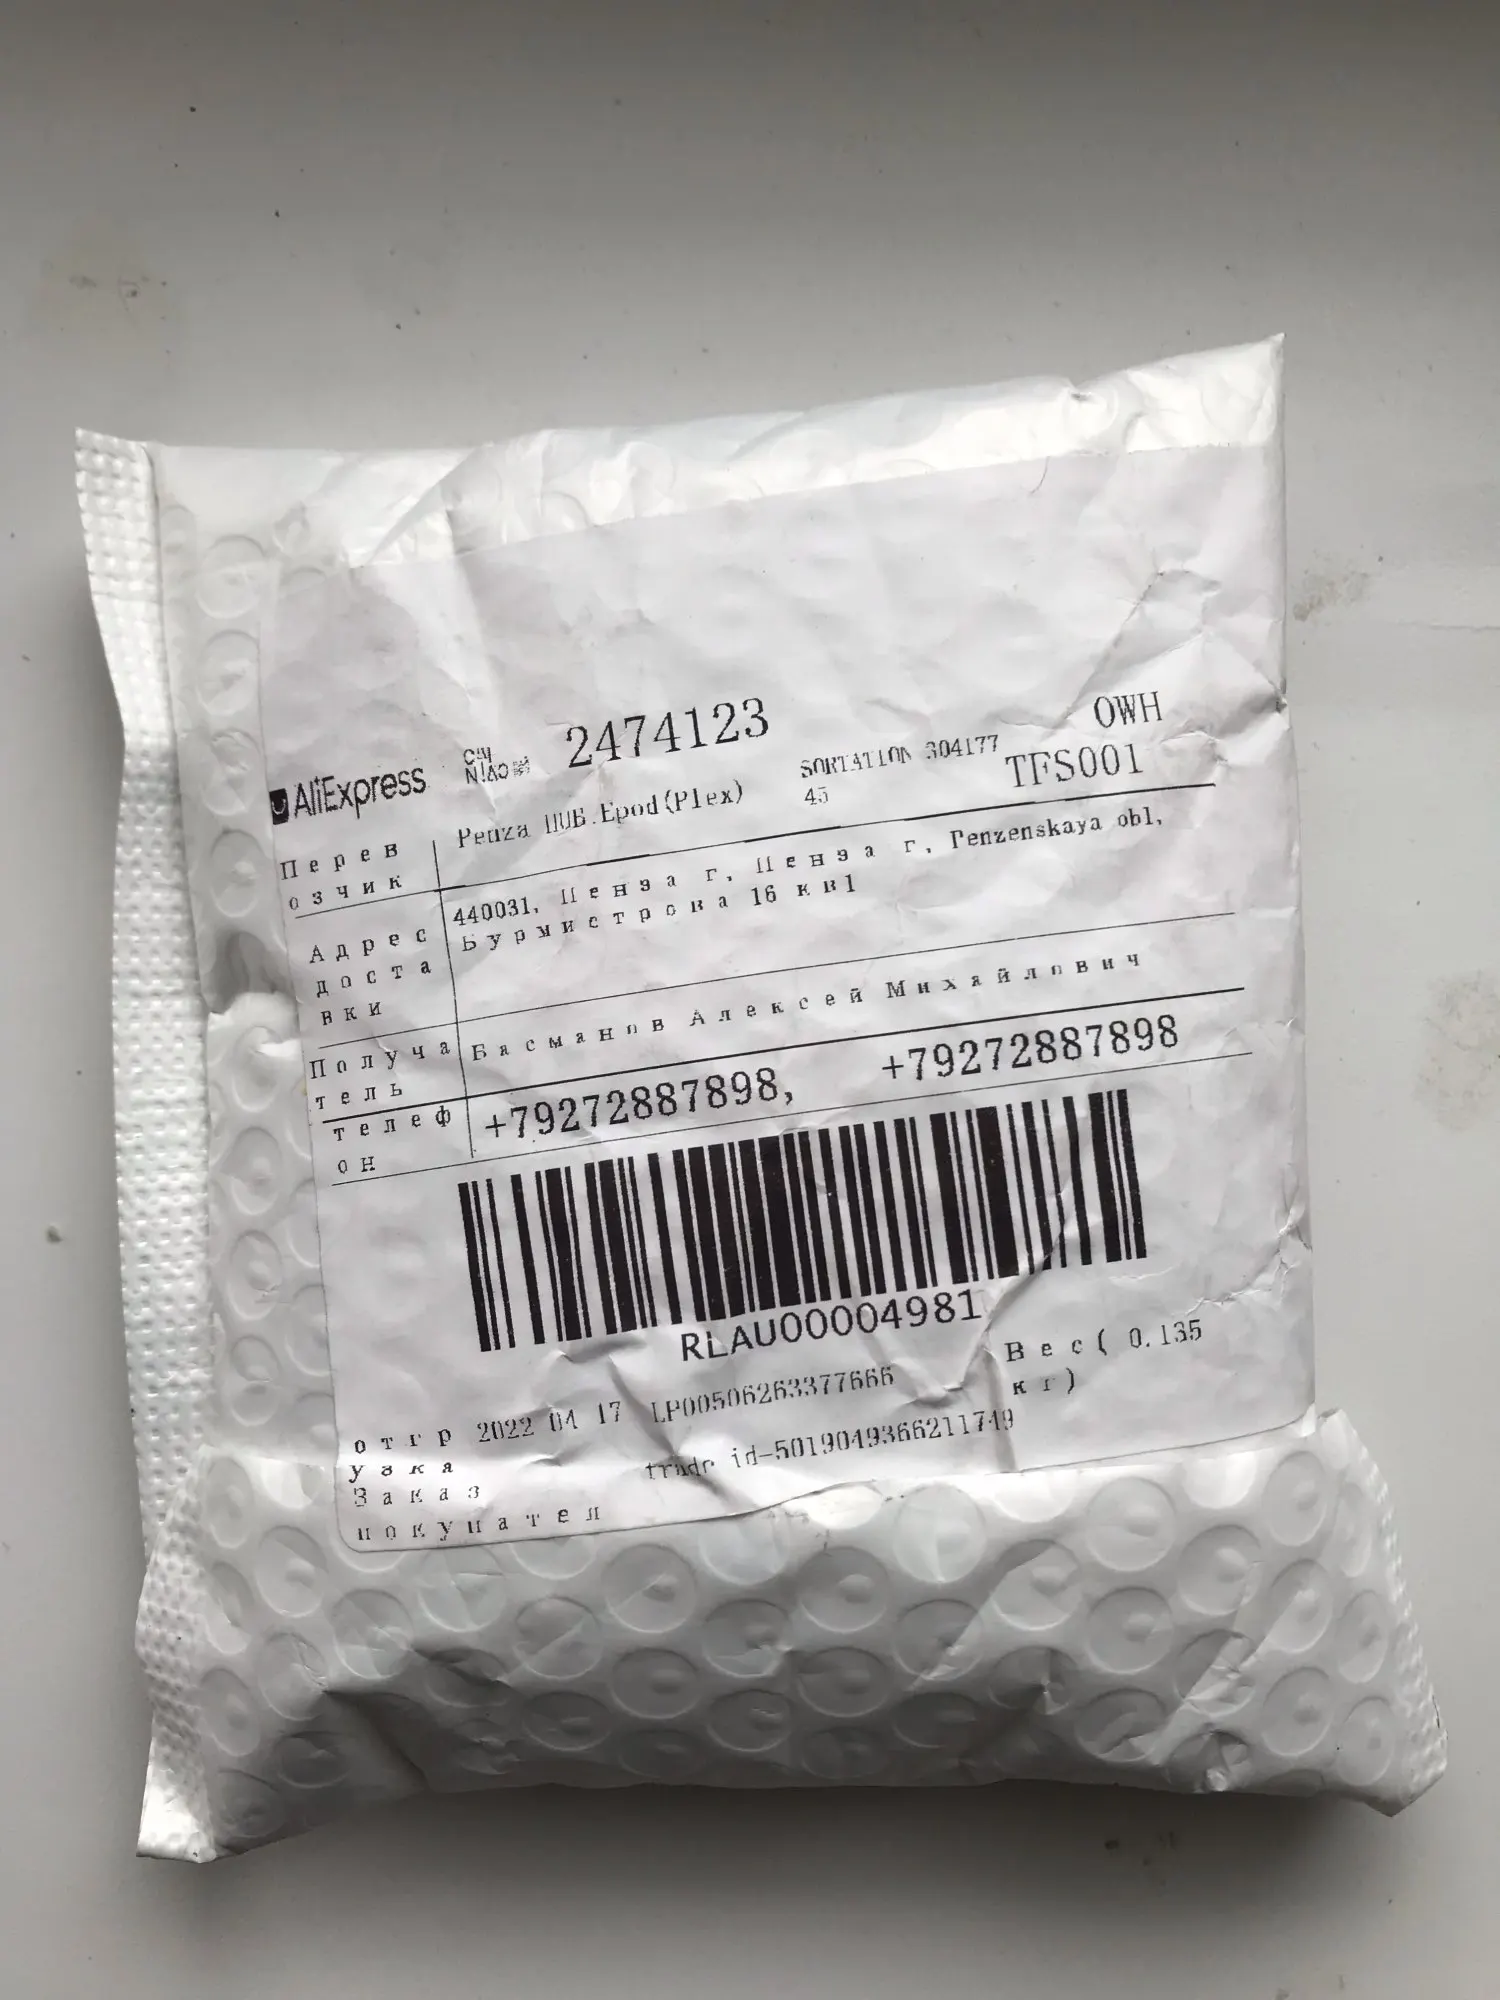 AliExpress
CAI
NIAO
2474123
OWH
SORTATION 304177
45
TFS001
Перев
озчик
Penza HUB.Epod(Plex)
Адрес
доста
вки
440031, Пенза г, Пенза г, Penzenskaya obl,
Бурмистрова 16 кв1
Получа
тель
Басманов Алексей Михайлович
телеф
он
+79272887898, +79272887898
RLAU00004981
Вес( 0.135
кг)
отгр
узка
2022 04 17 LP00506263377666
Заказ
покупател
trade id-5019049366211749